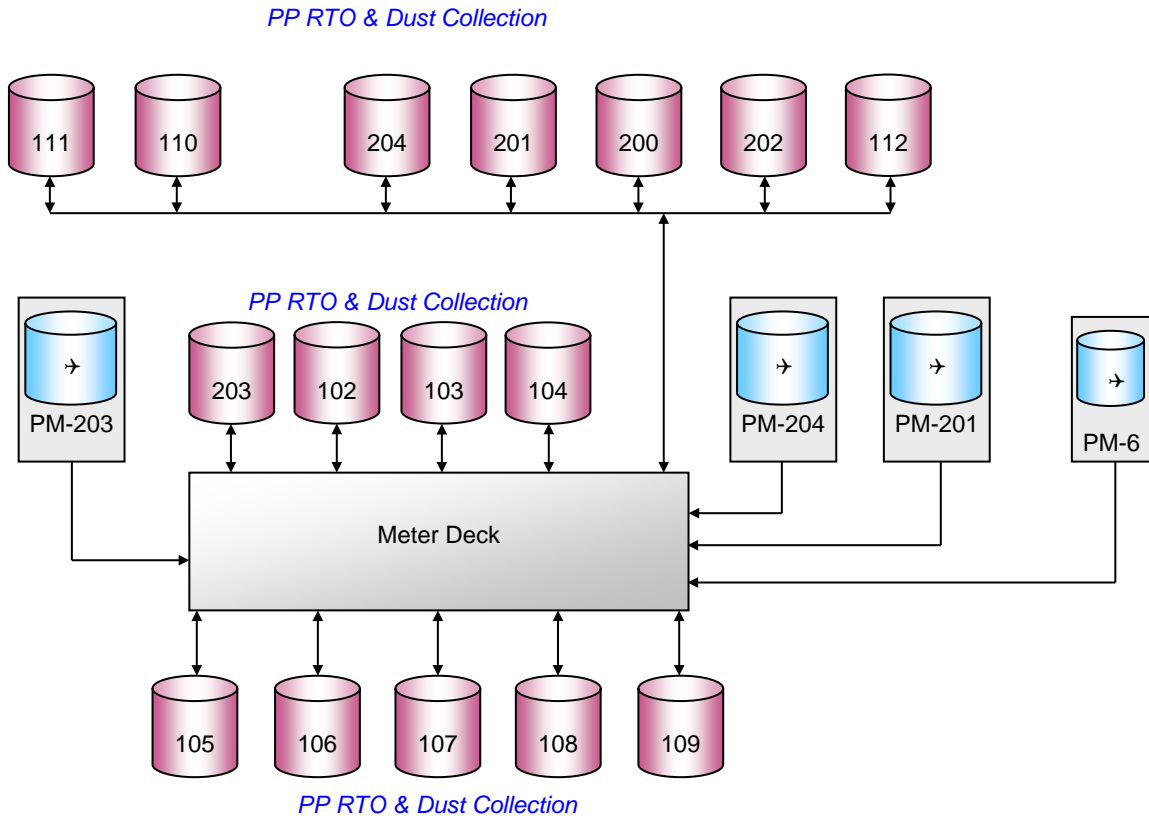 PP RTO & Dust Collection
111 110 204 201 200 202 112
PP RTO & Dust Collection
PM-203
203 102 103 104
PM-204
PM-201
PM-6
Meter Deck
105 106 107 108 109
PP RTO & Dust Collection